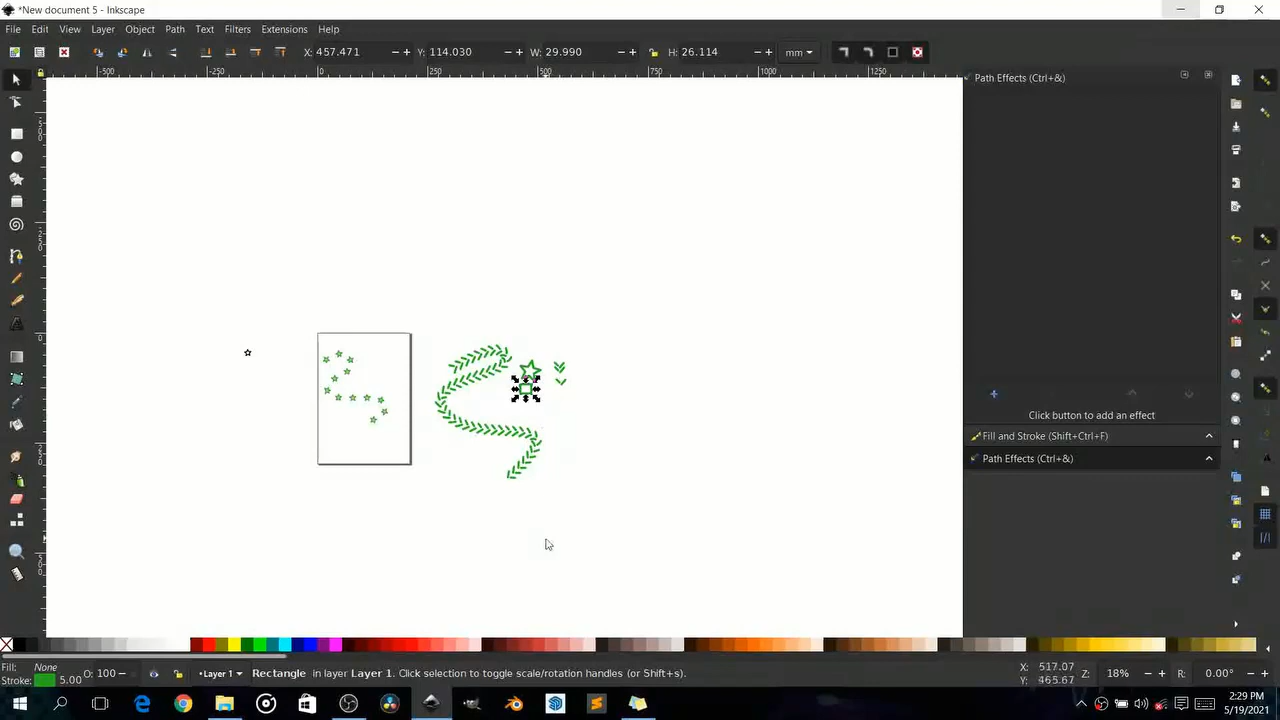 *New document 5 - Inkscape
File Edit View Layer Object Path Text Filters Extensions Help
X: 457.471 Y: 114.030 W: 29.990 H: 26.114 mm
-500 -250 0 250 500 750 1000 1250
Path Effects (Ctrl+&)
Click button to add an effect
Fill and Stroke (Shift+Ctrl+F)
Path Effects (Ctrl+&)
Fill: None
Stroke: 5.00 O: 100
Layer 1
Rectangle in layer Layer 1. Click selection to toggle scale/rotation handles (or Shift+s).
X: 517.07
Y: 465.67
Z: 18%
R: 0.00°
2:29 PM
5/19/2021